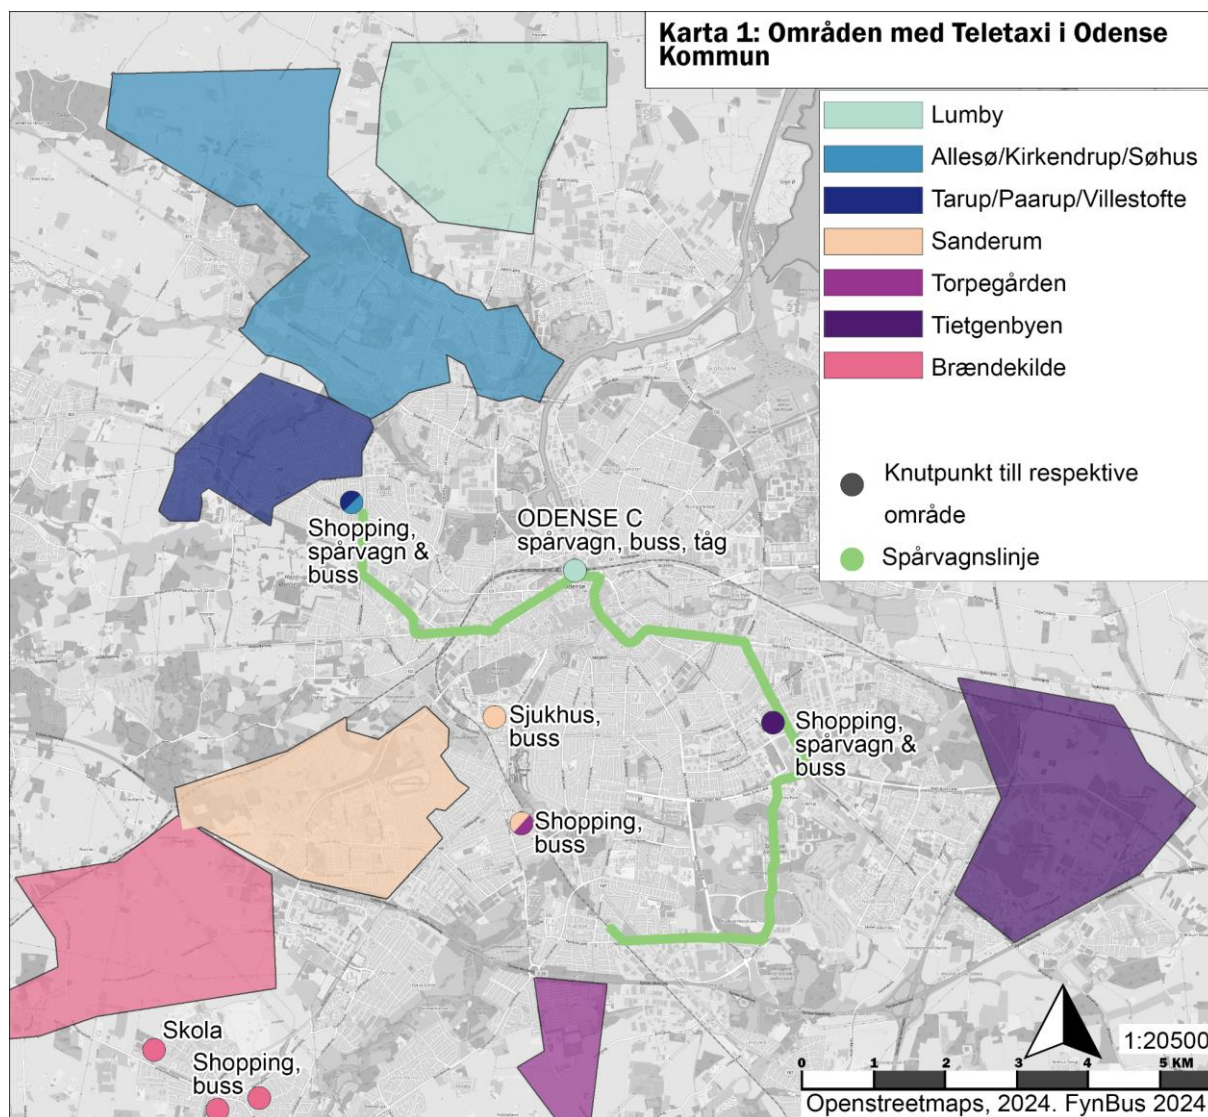 Karta 1: Områden med Teletaxi i Odense
Kommun
Lumby
Allesø/Kirkendrup/Søhus
Tarup/Paarup/Villestofte
Sanderum
Torpegården
Tietgenbyen
Brændekilde
Knutpunkt till respektive
område
Spårvagnslinje
Shopping,
spårvagn &
buss
ODENSE C
spårvagn, buss, tåg
Sjukhus,
buss
Shopping,
spårvagn &
buss
Shopping,
buss
Skola
Shopping,
buss
1:20500
0 1 2 3 4 5 KM
Openstreetmaps, 2024. FynBus 2024